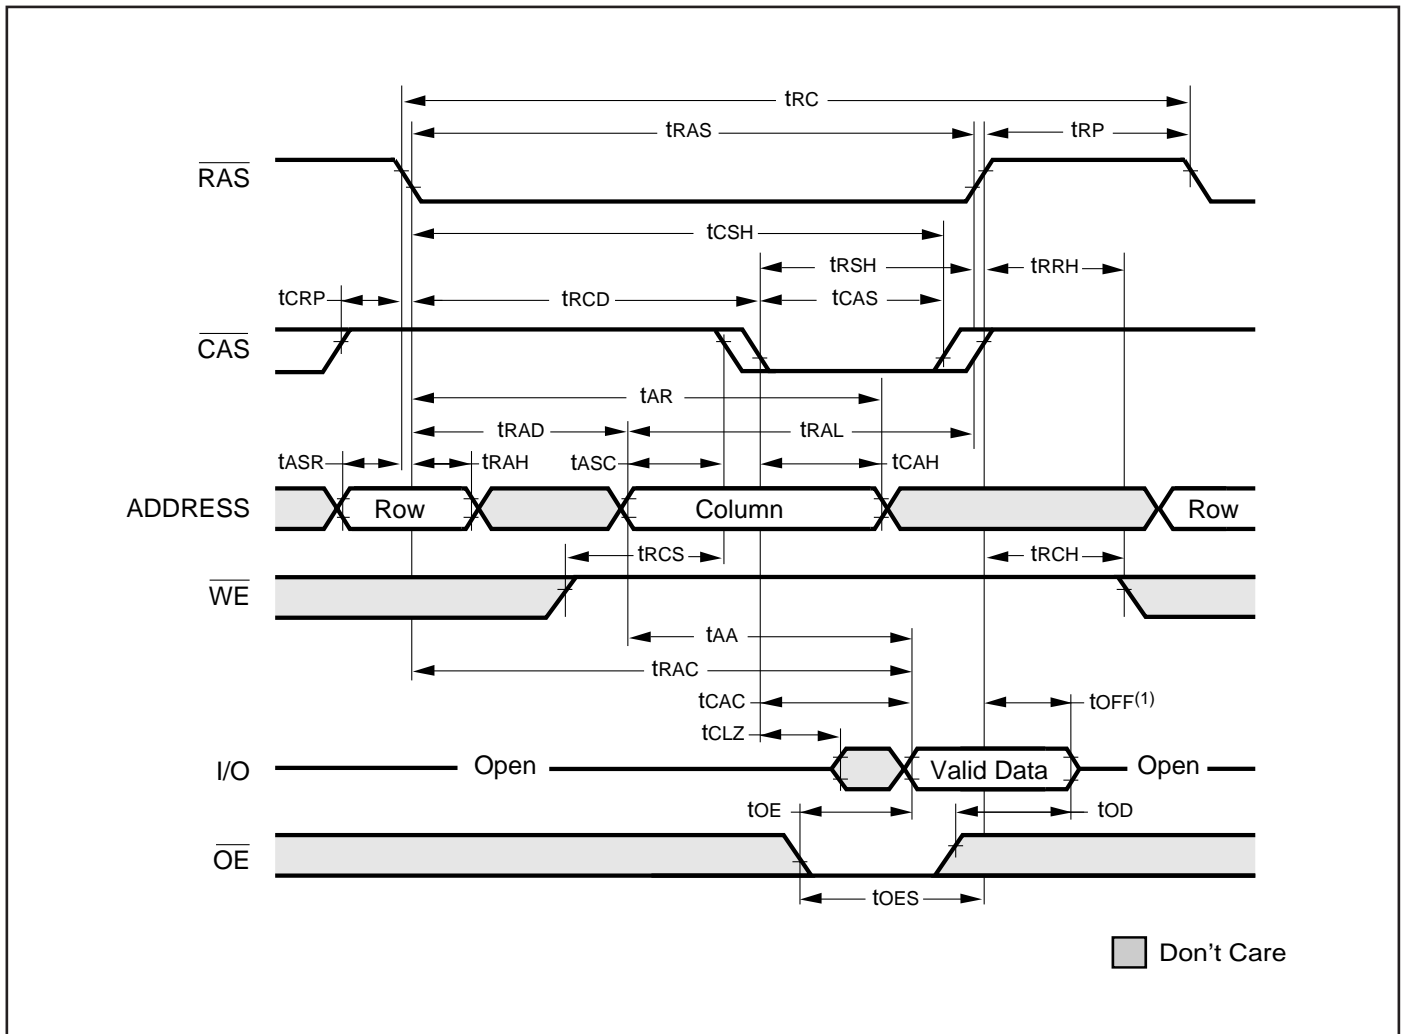 tRC
tRAS
tRP
RAS
tCSH
tRSH
tRRH
tCRP
tRCD
tCAS
CAS
tAR
tRAD
tRAL
tASR
tRAH
tASC
tCAH
ADDRESS
Row
Column
Row
tRCS
tRCH
WE
tAA
tRAC
tCAC
tOFF(1)
tCLZ
I/O
Open
Valid Data
Open
tOE
tOD
OE
tOES
Don't Care